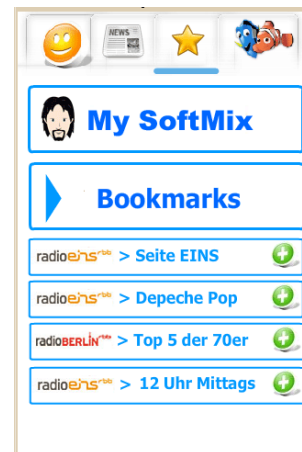 NEWS
My SoftMix
Bookmarks
radioeins rbb > Seite EINS
radioeins rbb > Depeche Pop
radioBERLIN rbb > Top 5 der 70er
radioeins rbb > 12 Uhr Mittags